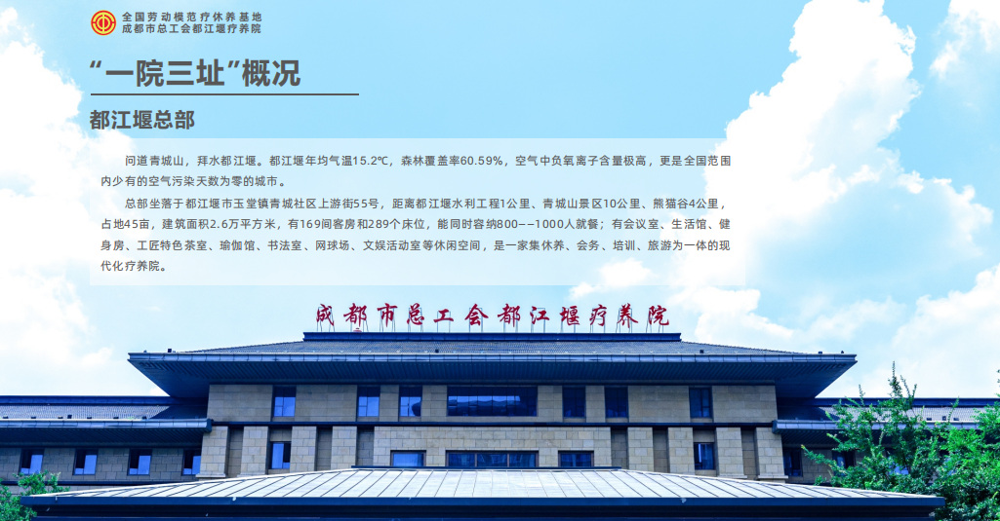 全国劳动模范疗休养基地
成都市总工会都江堰疗养院
“一院三址”概况
都江堰总部
问道青城山，拜水都江堰。都江堰年均气温15.2℃，森林覆盖率60.59%，空气中负氧离子含量极高，更是全国范围
内少有的空气污染天数为零的城市。
总部坐落于都江堰市玉堂镇青城社区上游街55号，距离都江堰水利工程1公里、青城山景区10公里、熊猫谷4公里，
占地45亩，建筑面积2.6万平方米，有169间客房和289个床位，能同时容纳800——1000人就餐；有会议室、生活馆、健
身房、工匠特色茶室、瑜伽馆、书法室、网球场、文娱活动室等休闲空间，是一家集休养、会务、培训、旅游为一体的现
代化疗养院。
成都市总工会都江堰疗养院